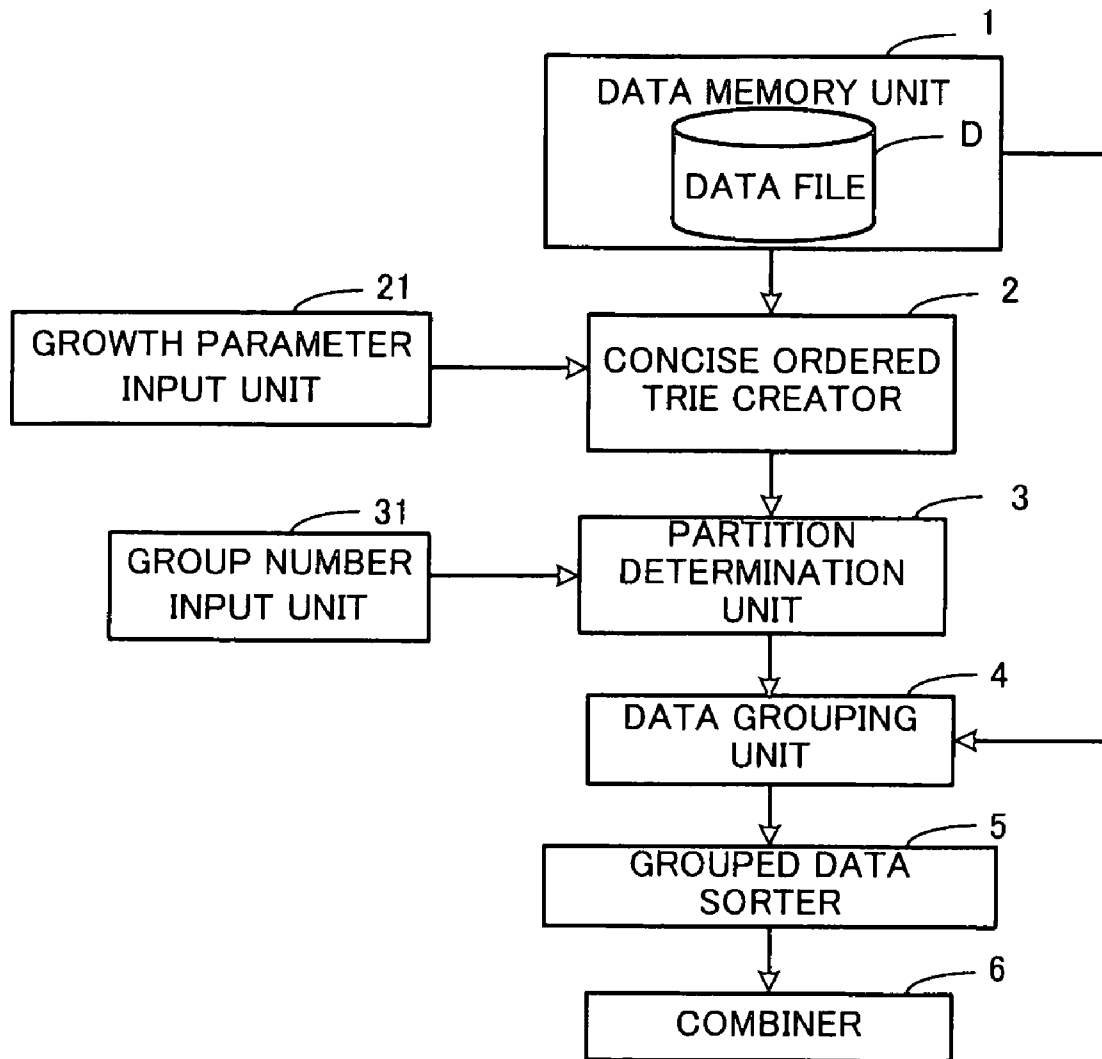 1
DATA MEMORY UNIT
D
DATA FILE
21
GROWTH PARAMETER
INPUT UNIT
2
CONCISE ORDERED
TRIE CREATOR
31
GROUP NUMBER
INPUT UNIT
3
PARTITION
DETERMINATION
UNIT
4
DATA GROUPING
UNIT
5
GROUPED DATA
SORTER
6
COMBINER